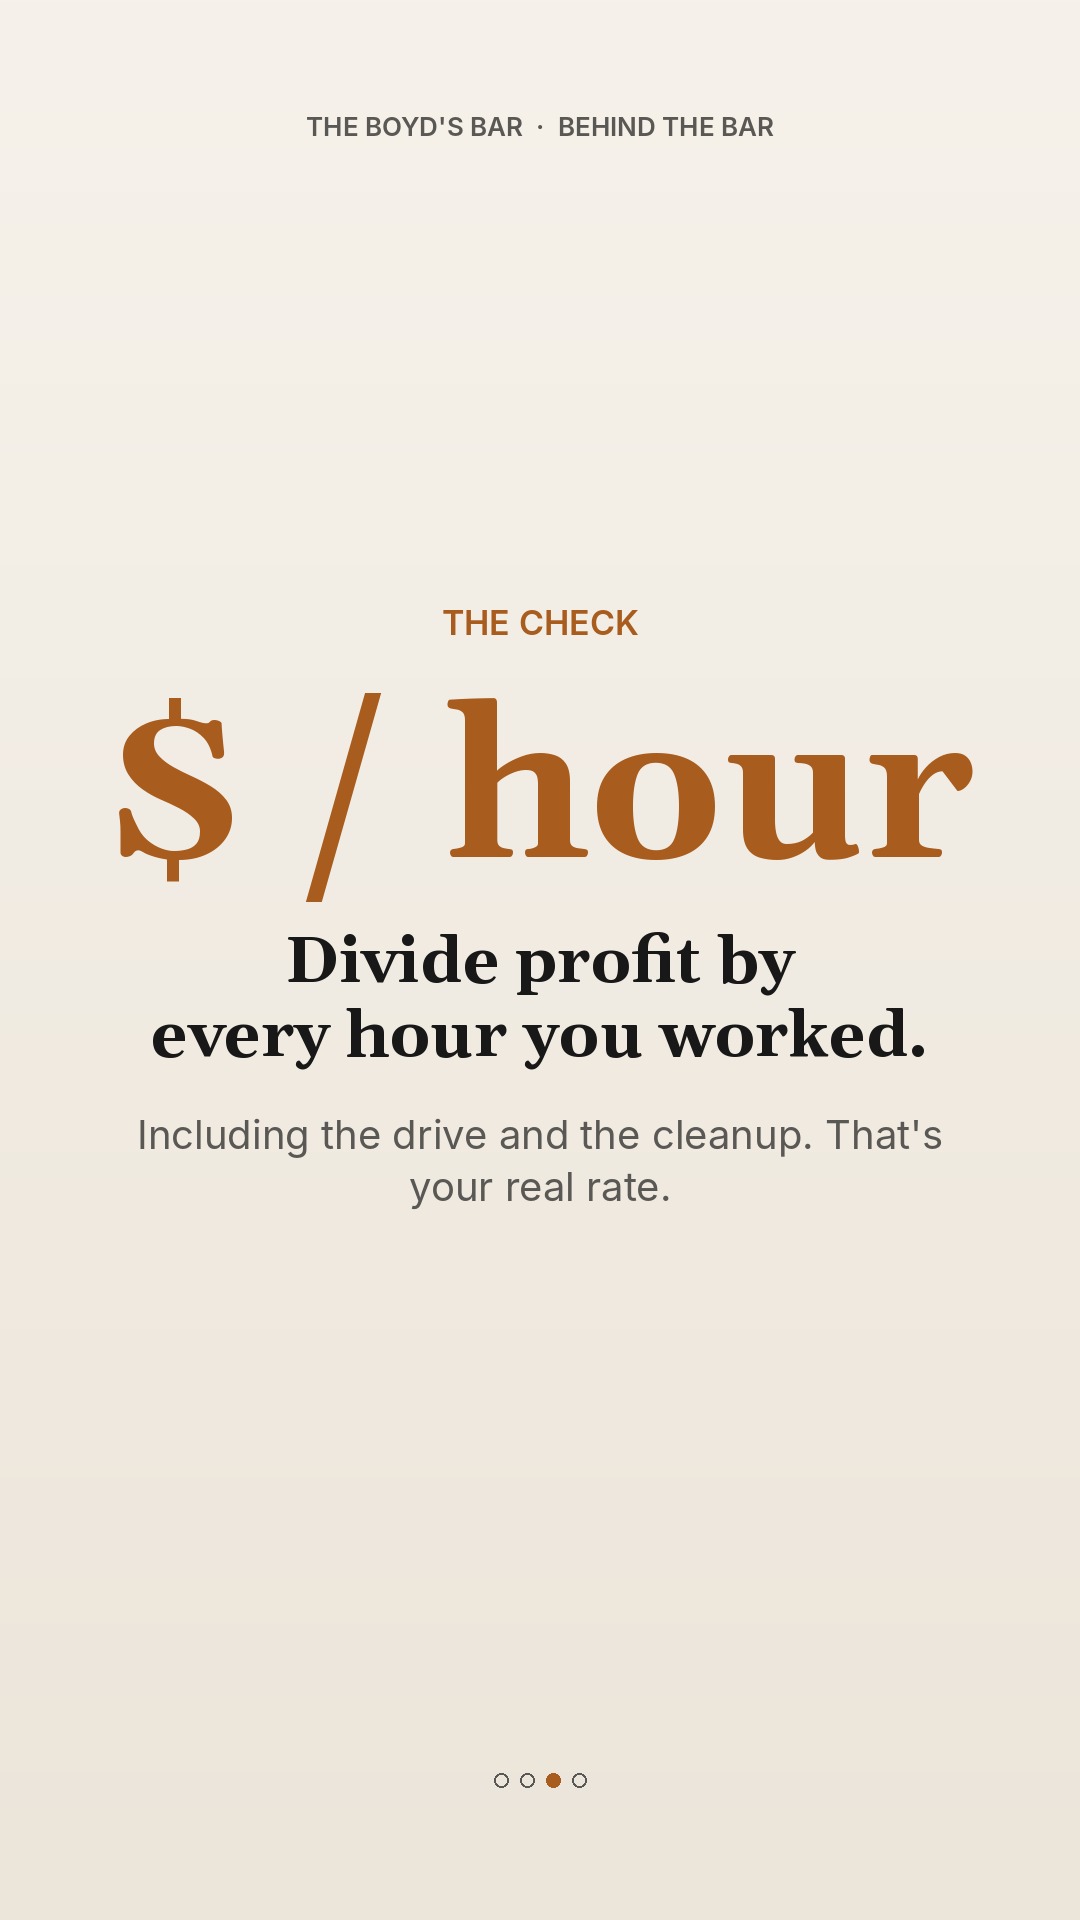 THE BOYD'S BAR · BEHIND THE BAR
THE CHECK
$ / hour
Divide profit by
every hour you worked.
Including the drive and the cleanup. That's
your real rate.